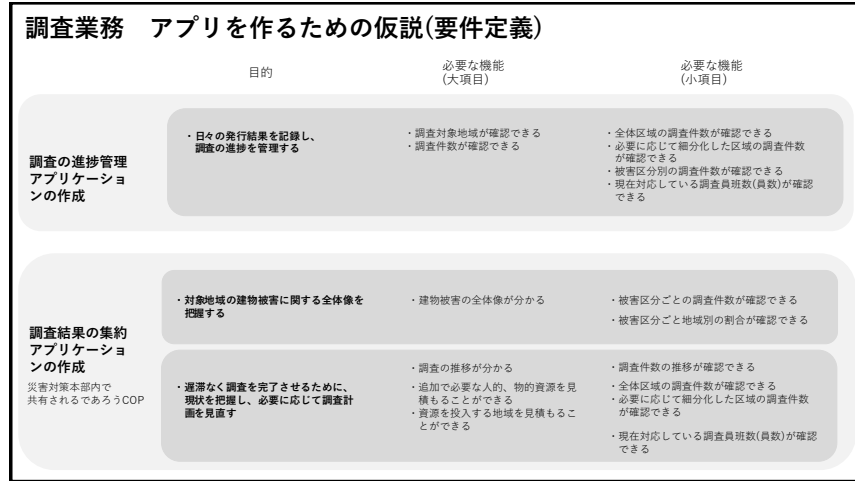 調査業務　アプリを作るための仮説(要件定義)
目的
必要な機能
(大項目)
必要な機能
(小項目)
調査の進捗管理
アプリケーショ
ンの作成
・日々の発行結果を記録し、
調査の進捗を管理する
・調査対象地域が確認できる
・調査件数が確認できる
・全体区域の調査件数が確認できる
・必要に応じて細分化した区域の調査件数
が確認できる
・被害区分別の調査件数が確認できる
・現在対応している調査員班数(員数)が確認
できる
調査結果の集約
アプリケーショ
ンの作成
災害対策本部内で
共有されるであろうCOP
・対象地域の建物被害に関する全体像を
把握する
・建物被害の全体像が分かる
・被害区分ごとの調査件数が確認できる
・被害区分ごと地域別の割合が確認できる
・遅滞なく調査を完了させるために、
現状を把握し、必要に応じて調査計
画を見直す
・調査の推移が分かる
・追加で必要な人的、物的資源を見
積もることができる
・資源を投入する地域を見積もるこ
とができる
・調査件数の推移が確認できる
・全体区域の調査件数が確認できる
・必要に応じて細分化した区域の調査件数
が確認できる
・現在対応している調査員班数(員数)が確認
できる